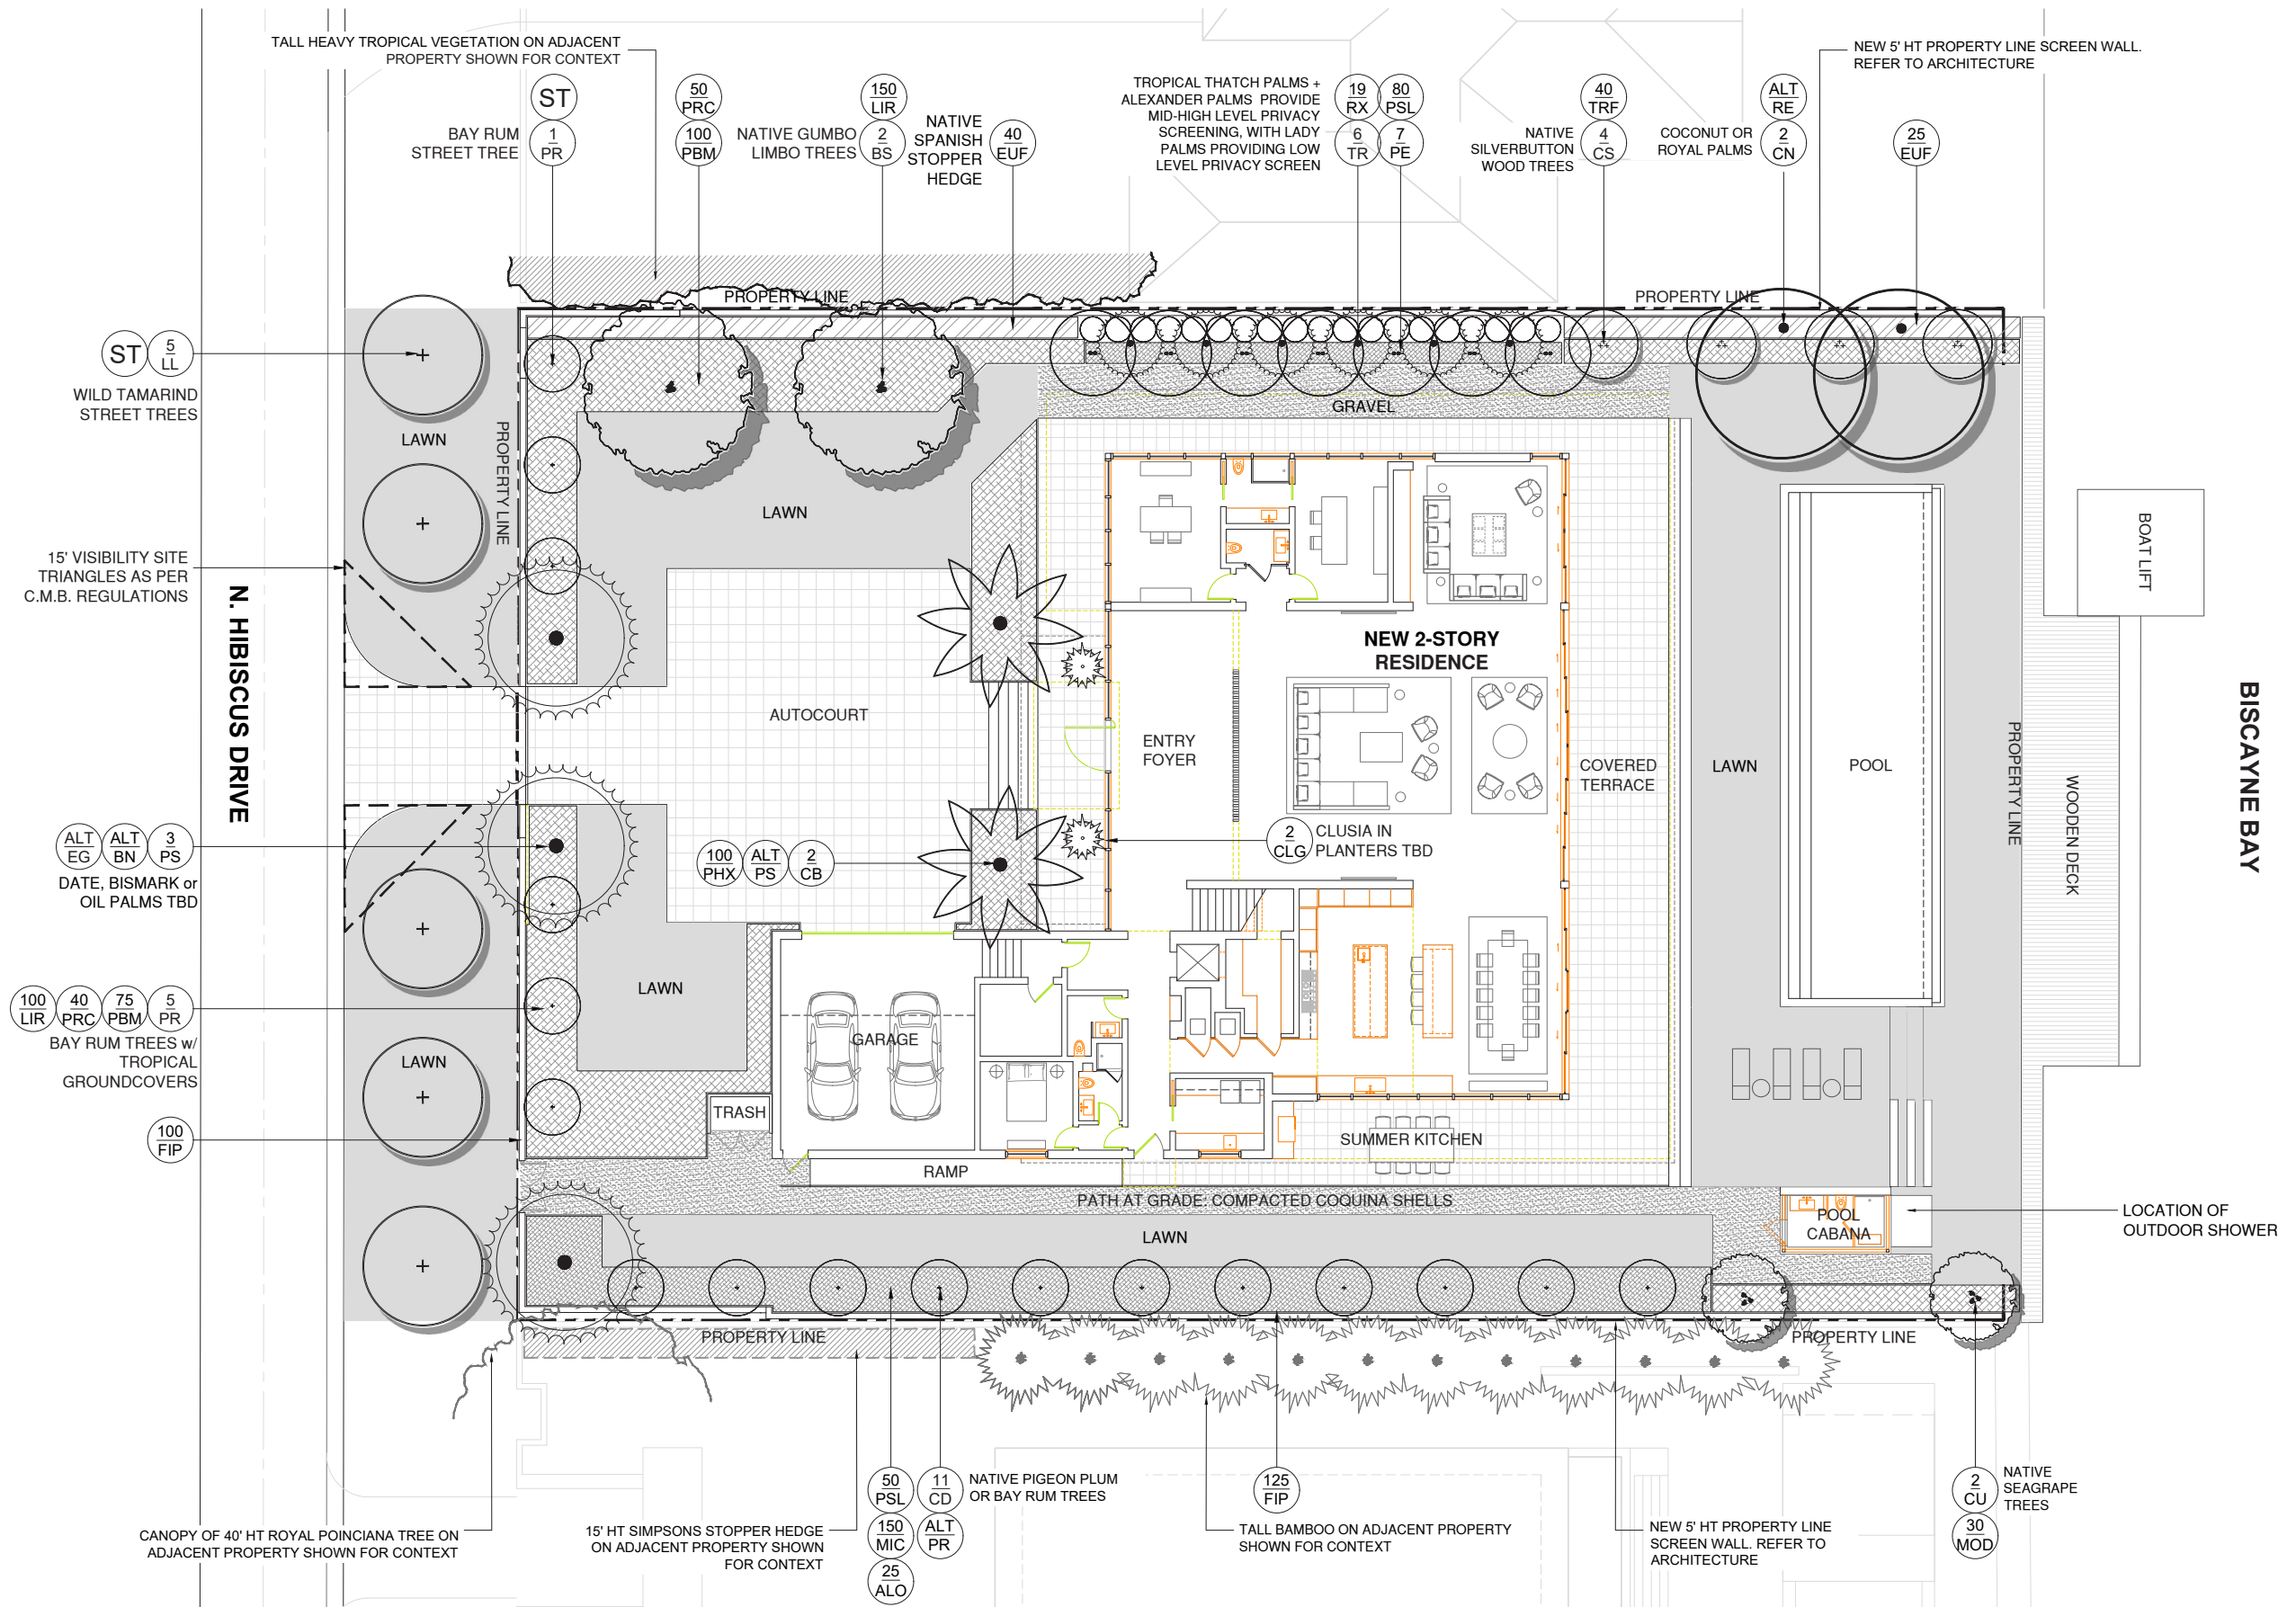 TALL HEAVY TROPICAL VEGETATION ON ADJACENT
PROPERTY SHOWN FOR CONTEXT
ST
BAY RUM
STREET TREE
1
PR
50
PRC
100
PBM
150
LIR
NATIVE GUMBO
LIMBO TREES
2
BS
NATIVE
SPANISH
STOPPER
HEDGE
40
EUF
TROPICAL THATCH PALMS +
ALEXANDER PALMS PROVIDE
MID-HIGH LEVEL PRIVACY
SCREENING, WITH LADY
PALMS PROVIDING LOW
LEVEL PRIVACY SCREEN
19
RX
80
PSL
6
TR
7
PE
NATIVE
SILVERBUTTON
WOOD TREES
40
TRF
4
CS
COCONUT OR
ROYAL PALMS
ALT
RE
2
CN
NEW 5' HT PROPERTY LINE SCREEN WALL.
REFER TO ARCHITECTURE
25
EUF
PROPERTY LINE
PROPERTY LINE
ST
5
LL
WILD TAMARIND
STREET TREES
LAWN
PROPERTY LINE
GRAVEL
LAWN
15' VISIBILITY SITE
TRIANGLES AS PER
C.M.B. REGULATIONS
N. HIBISCUS DRIVE
BOAT LIFT
NEW 2-STORY
RESIDENCE
AUTOCOURT
ENTRY
FOYER
COVERED
TERRACE
LAWN
POOL
PROPERTY LINE
WOODEN DECK
BISCAYNE BAY
ALT
EG
ALT
BN
3
PS
DATE, BISMARK or
OIL PALMS TBD
100
PHX
ALT
PS
2
CB
2
CLG
CLUSIA IN
PLANTERS TBD
LAWN
100
LIR
40
PRC
75
PBM
5
PR
BAY RUM TREES w/
TROPICAL
GROUNDCOVERS
LAWN
GARAGE
TRASH
100
FIP
SUMMER KITCHEN
RAMP
PATH AT GRADE: COMPACTED COQUINA SHELLS
LAWN
POOL
CABANA
LOCATION OF
OUTDOOR SHOWER
PROPERTY LINE
PROPERTY LINE
CANOPY OF 40' HT ROYAL POINCIANA TREE ON
ADJACENT PROPERTY SHOWN FOR CONTEXT
15' HT SIMPSONS STOPPER HEDGE
ON ADJACENT PROPERTY SHOWN
FOR CONTEXT
50
PSL
150
MIC
25
ALO
11
CD
ALT
PR
NATIVE PIGEON PLUM
OR BAY RUM TREES
125
FIP
TALL BAMBOO ON ADJACENT PROPERTY
SHOWN FOR CONTEXT
NEW 5' HT PROPERTY LINE
SCREEN WALL. REFER TO
ARCHITECTURE
2
CU
30
MOD
NATIVE
SEAGRAPE
TREES